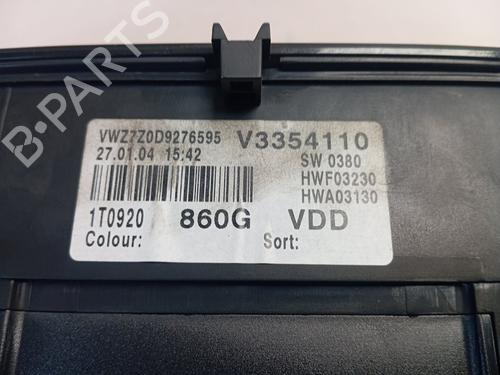 B-PARTS
VWZ7Z0D9276595 V3354110
27.01.04 15:42 SW 0380
HWF03230
HWA03130
1T0920 860G VDD
Colour: Sort: